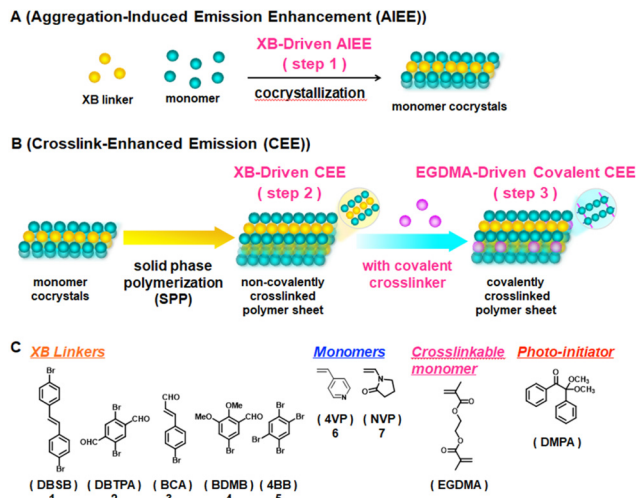 A (Aggregation-Induced Emission Enhancement (AIEE))
XB-Driven AIEE
( step 1 )
XB linker
monomer
cocrystallization
monomer cocrystals
B (Crosslink-Enhanced Emission (CEE))
XB-Driven CEE
( step 2 )
EGDMA-Driven Covalent CEE
( step 3 )
monomer
cocrystals
solid phase
polymerization
(SPP)
non-covalently
crosslinked
polymer sheet
with covalent
crosslinker
covalently
crosslinked
polymer sheet
C XB Linkers
Monomers
Crosslinkable
monomer
Photo-initiator
Br
Br
Br
CHO
OHC
Br
CHO
Br
OMe
MeO
CHO
Br
Br
Br
Br
Br
N
N
O
O
O
O
O
O
OCH3
OCH3
( DBSB )
1
( DBTPA )
2
( BCA )
3
( BDMB )
4
( 4BB )
5
( 4VP )
6
( NVP )
7
( EGDMA )
( DMPA )